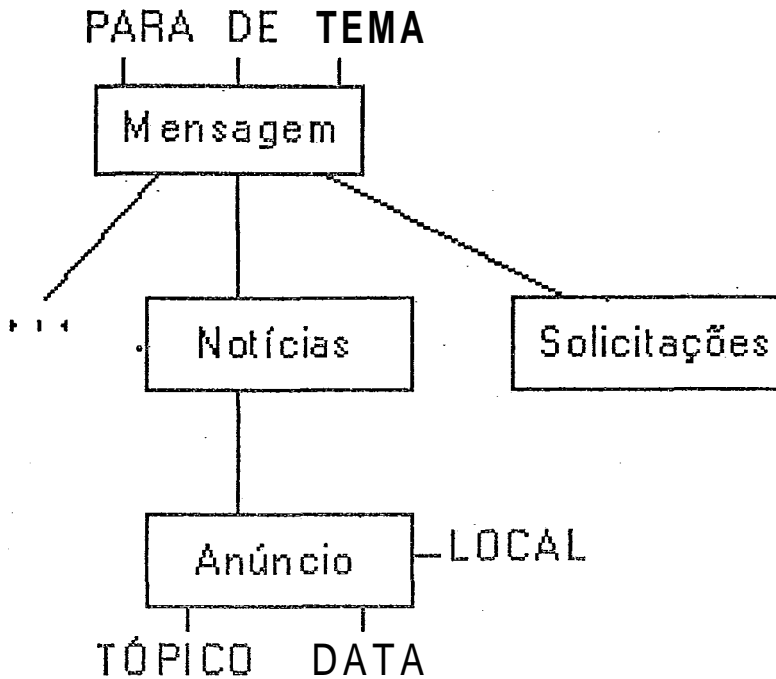 PARA DE TEMA
Mensagem
Notícias
Solicitações
Anúncio
LOCAL
TÓPICO DATA